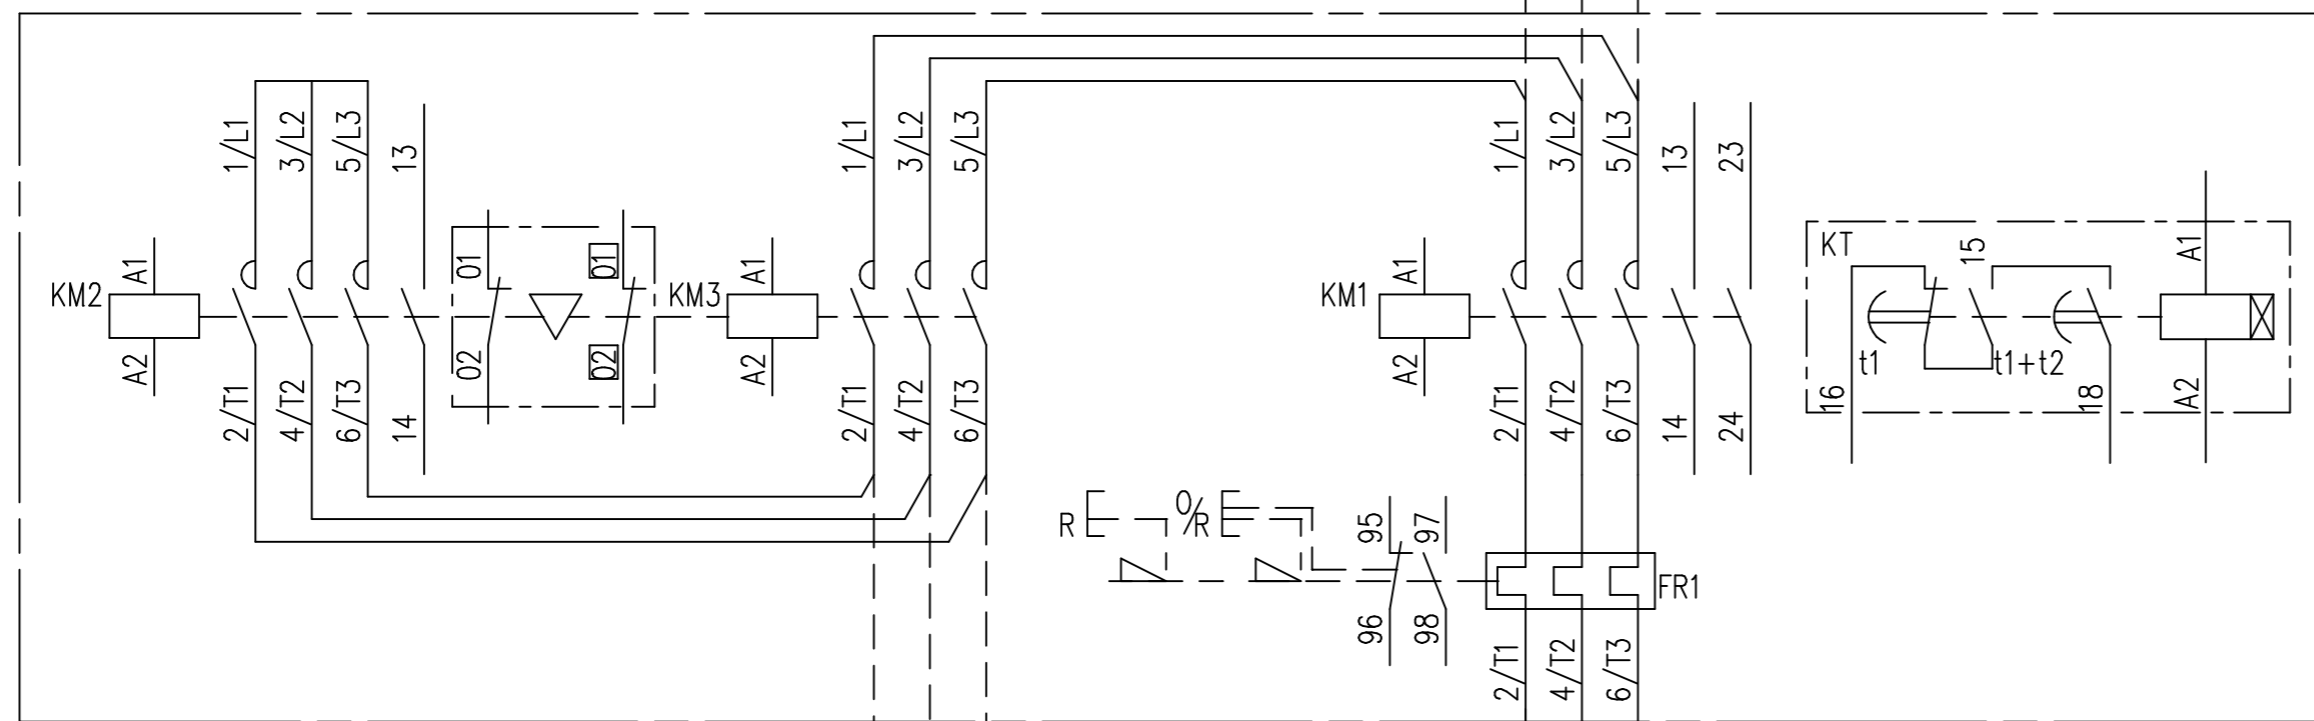 1/L1
3/L2
5/L3
13
KM2
A1
A2
2/T1
4/T2
6/T3
14
01
02
01
02
KM3
A1
A2
1/L1
3/L2
5/L3
2/T1
4/T2
6/T3
KM1
A1
A2
1/L1
3/L2
5/L3
13
23
2/T1
4/T2
6/T3
14
24
KT
15
A1
t1
t1+t2
16
18
A2
R
0/R
95
97
96
98
FR1
2/T1
4/T2
6/T3